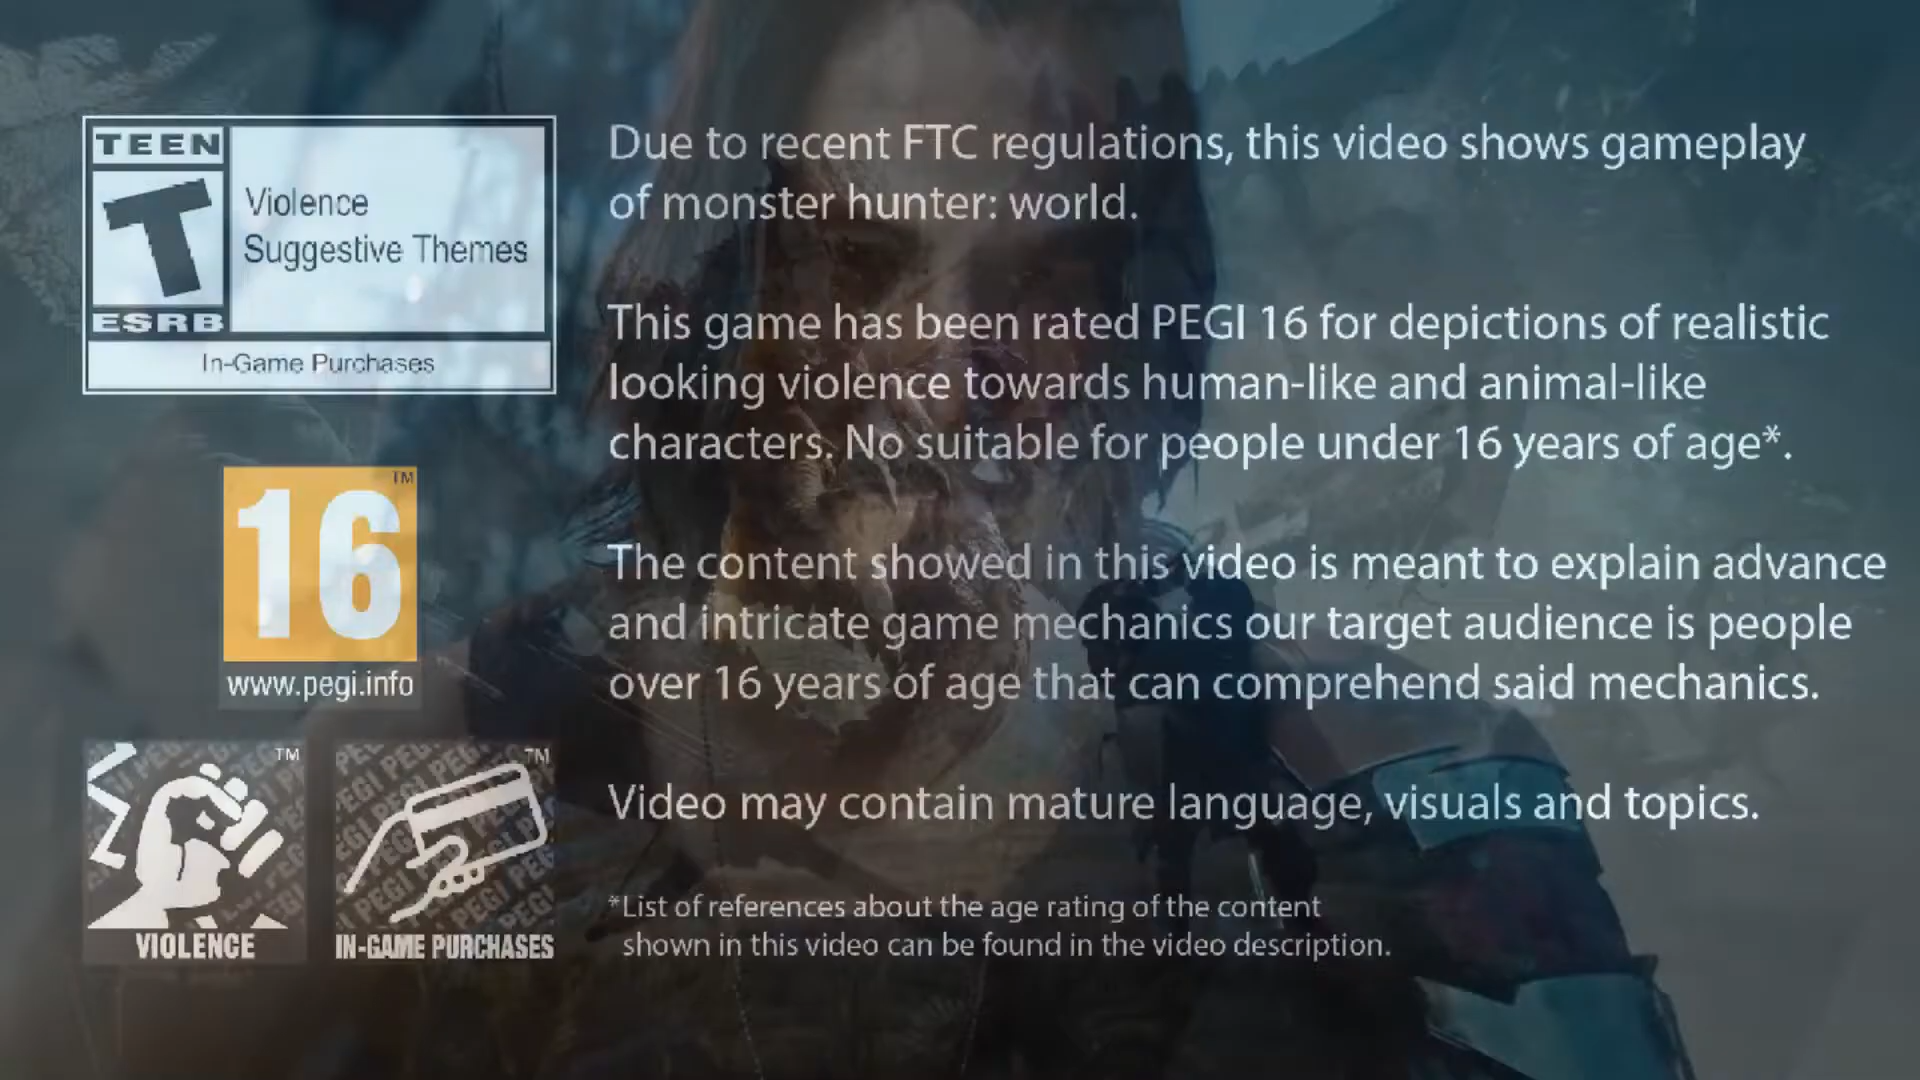 TEEN
T
ESRB
Violence
Suggestive Themes
In-Game Purchases
16
TM
www.pegi.info
TM
VIOLENCE
TM
IN-GAME PURCHASES
Due to recent FTC regulations, this video shows gameplay
of monster hunter: world.
This game has been rated PEGI 16 for depictions of realistic
looking violence towards human-like and animal-like
characters. No suitable for people under 16 years of age*.
The content showed in this video is meant to explain advance
and intricate game mechanics our target audience is people
over 16 years of age that can comprehend said mechanics.
Video may contain mature language, visuals and topics.
*List of references about the age rating of the content
shown in this video can be found in the video description.